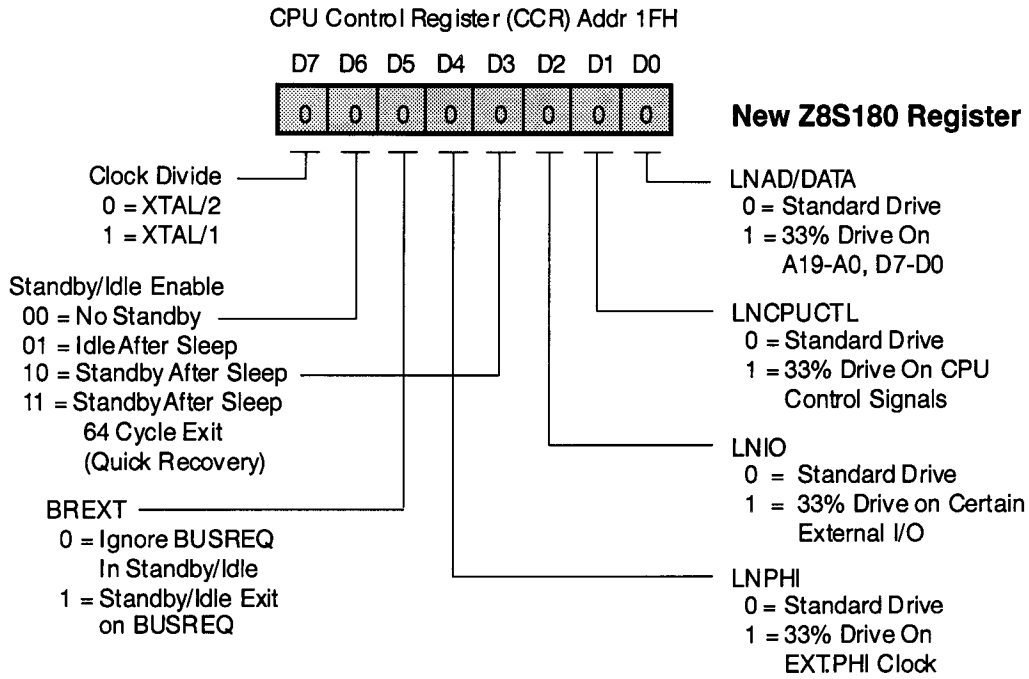 CPU Control Register (CCR) Addr 1FH
D7 D6 D5 D4 D3 D2 D1 D0
0 0 0 0 0 0 0 0
New Z8S180 Register
Clock Divide
0 = XTAL/2
1 = XTAL/1
Standby/Idle Enable
00 = No Standby
01 = Idle After Sleep
10 = Standby After Sleep
11 = Standby After Sleep
64 Cycle Exit
(Quick Recovery)
BREXT
0 = Ignore BUSREQ
In Standby/Idle
1 = Standby/Idle Exit
on BUSREQ
LNAD/DATA
0 = Standard Drive
1 = 33% Drive On
A19-A0, D7-D0
LNCPUCTL
0 = Standard Drive
1 = 33% Drive On CPU
Control Signals
LNIO
0 = Standard Drive
1 = 33% Drive on Certain
External I/O
LNPHI
0 = Standard Drive
1 = 33% Drive On
EXT.PHI Clock